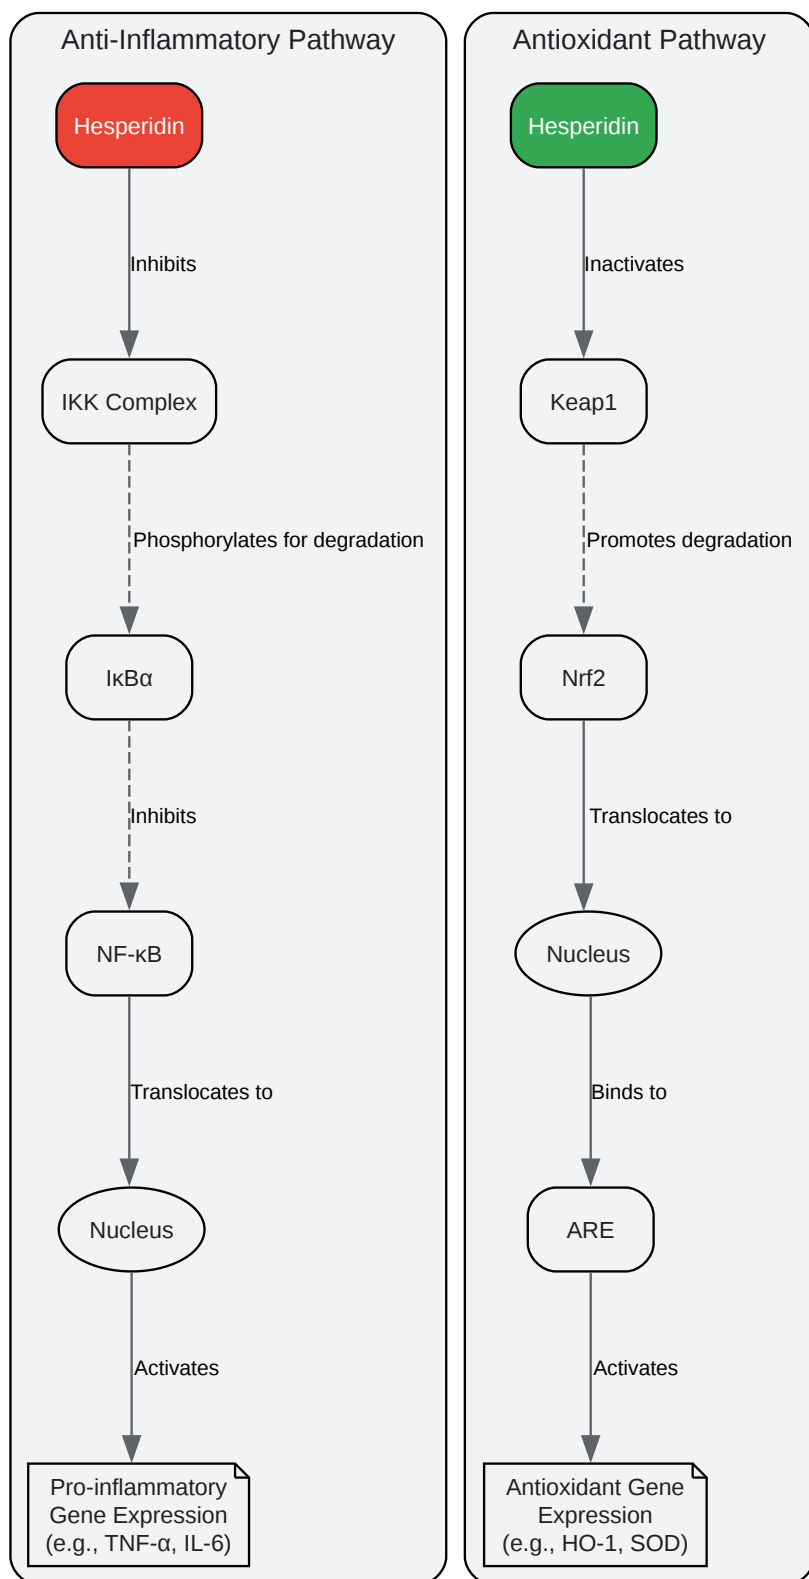 Anti-Inflammatory Pathway
Hesperidin
Inhibits
IKK Complex
Phosphorylates for degradation
IκBα
Inhibits
NF-κB
Translocates to
Nucleus
Activates
Pro-inflammatory
Gene Expression
(e.g., TNF-α, IL-6)
Antioxidant Pathway
Hesperidin
Inactivates
Keap1
Promotes degradation
Nrf2
Translocates to
Nucleus
Binds to
ARE
Activates
Antioxidant Gene
Expression
(e.g., HO-1, SOD)